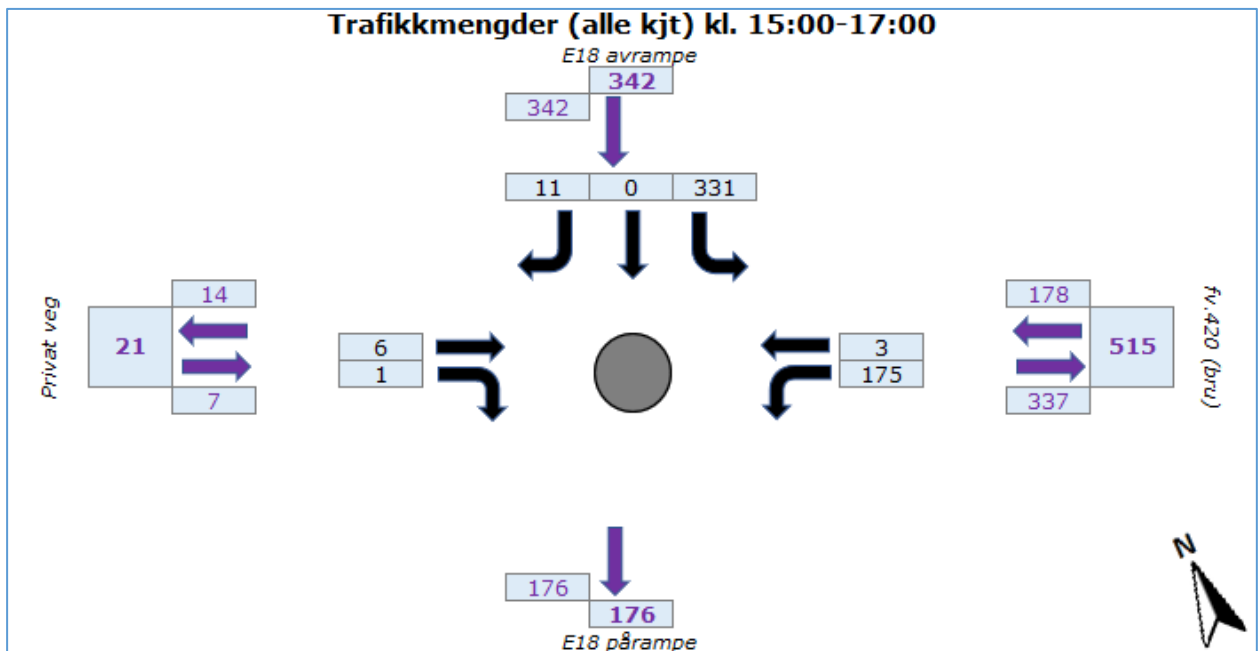 Trafikkmengder (alle kjt) kl. 15:00-17:00
E18 avrampe
342
342
11 0 331
14
178
Privat veg
21
6
3
515
fv.420 (bru)
1
175
7
337
N
176
176
E18 pårampe